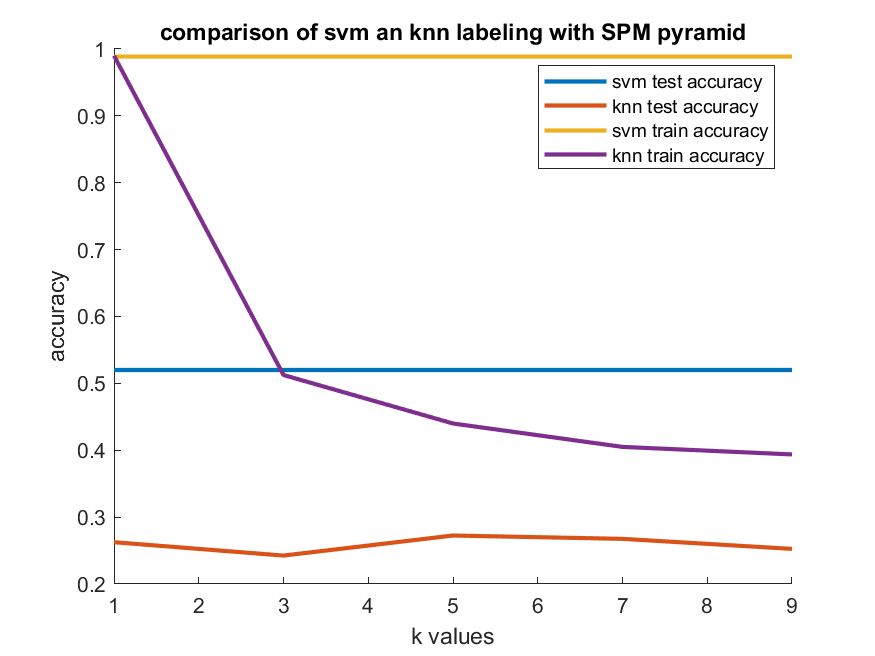 comparison of svm an knn labeling with SPM pyramid
1
0.9
0.8
0.7
0.6
0.5
0.4
0.3
0.2
accuracy
svm test accuracy
knn test accuracy
svm train accuracy
knn train accuracy
1 2 3 4 5 6 7 8 9
k values